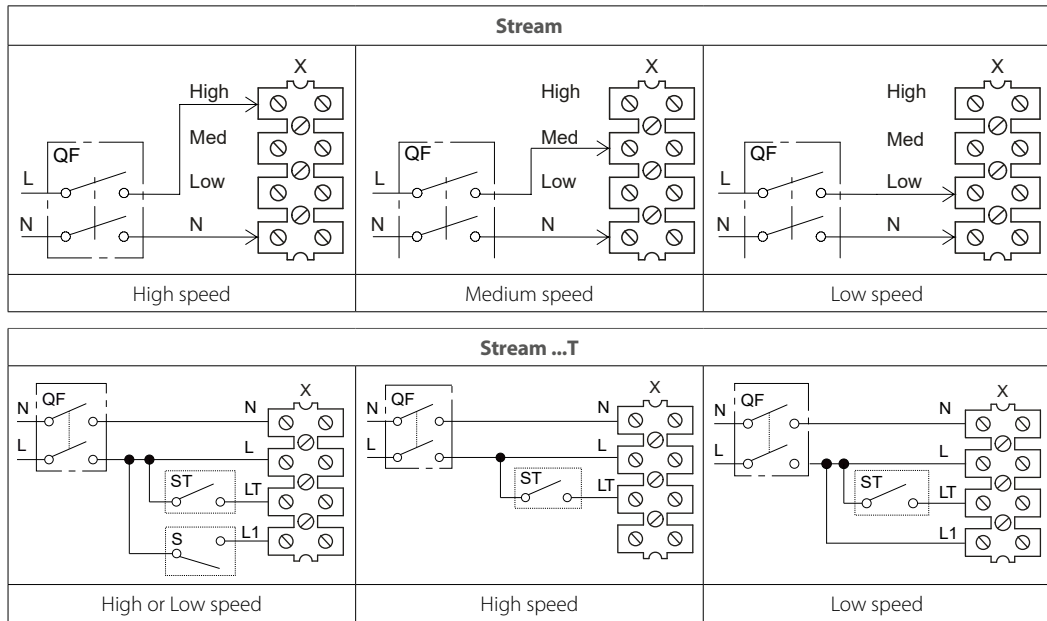 Stream
X
High
Med
QF
L
Low
N
N
High speed
X
High
Med
QF
L
Low
N
N
Medium speed
X
High
Med
QF
L
Low
N
N
Low speed
Stream ...T
X
N
QF
N
L
L
ST
LT
S
L1
High or Low speed
X
N
QF
N
L
L
ST
LT
High speed
X
N
QF
N
L
L
ST
LT
L1
Low speed